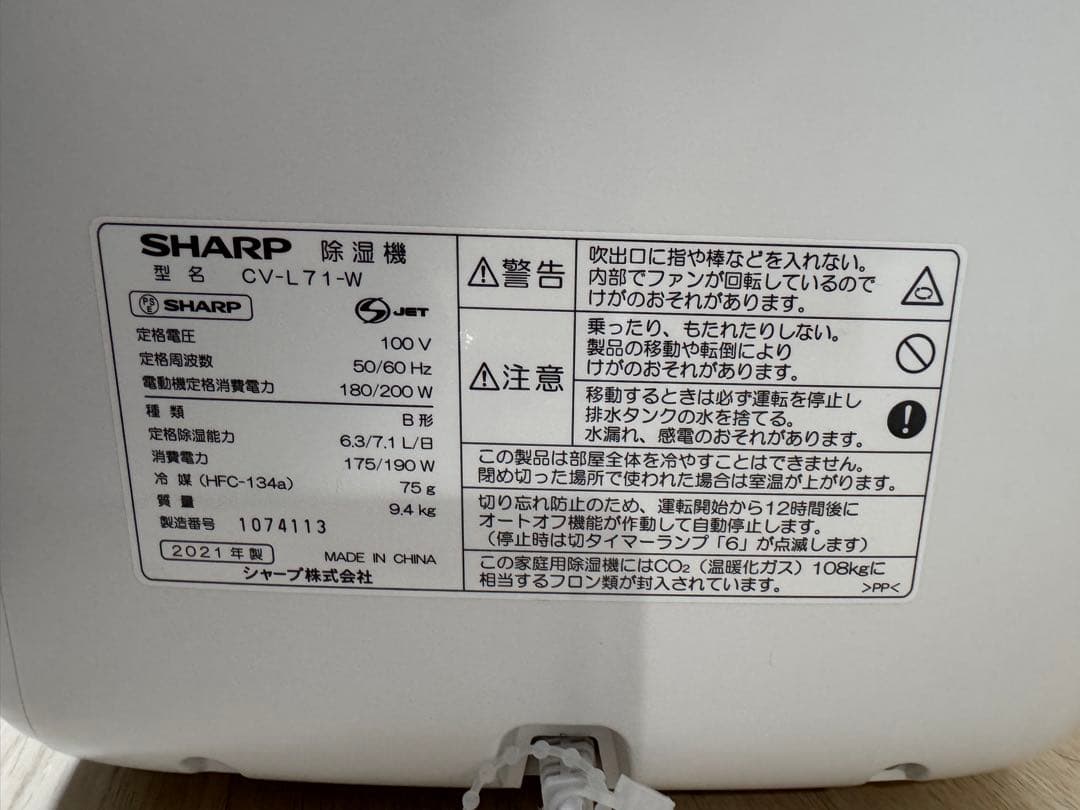 SHARP 除湿機
型名 CV-L71-W
PS E SHARP
S JET
定格電圧 100 V
定格周波数 50/60 Hz
電動機定格消費電力 180/200 W
種類 B形
定格除湿能力 6.3/7.1 L/日
消費電力 175/190 W
冷媒(HFC-134a) 75 g
質量 9.4 kg
製造番号 1074113
2021年製 MADE IN CHINA
シャープ株式会社
⚠警告
吹出口に指や棒などを入れない。
内部でファンが回転しているので
けがのおそれがあります。
⚠注意
乗ったり、もたれたりしない。
製品の移動や転倒により
けがのおそれがあります。
移動するときは必ず運転を停止し
排水タンクの水を捨てる。
水漏れ、感電のおそれがあります。
この製品は部屋全体を冷やすことはできません。
閉め切った場所で使われた場合は室温が上がります。
切り忘れ防止のため、運転開始から12時間後に
オートオフ機能が作動して自動停止します。
(停止時は切タイマーランプ「6」が点滅します)
この家庭用除湿機にはCO₂(温暖化ガス)108kgに
相当するフロン類が封入されています。
>PP<